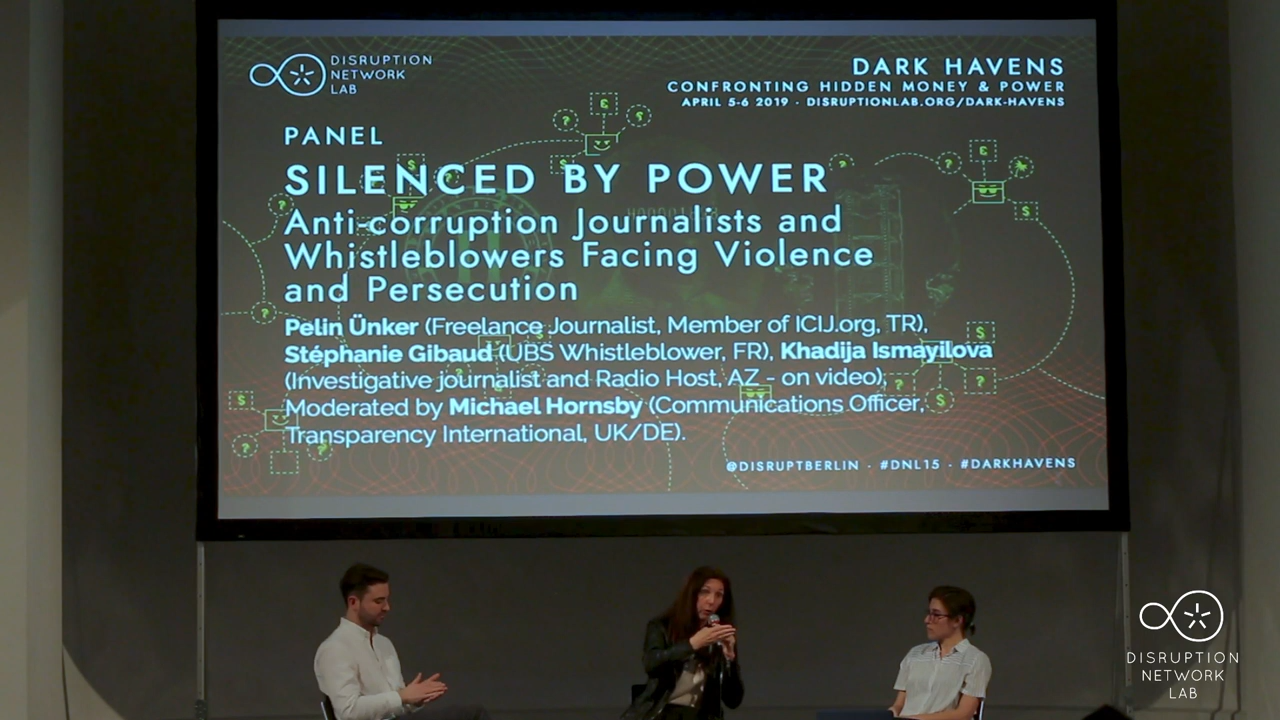 DISRUPTION
NETWORK
LAB
DARK HAVENS
CONFRONTING HIDDEN MONEY & POWER
APRIL 5-6 2019 · DISRUPTIONLAB.ORG/DARK-HAVENS
PANEL
SILENCED BY POWER
Anti-corruption Journalists and
Whistleblowers Facing Violence
and Persecution
Pelin Ünker (Freelance Journalist, Member of ICIJ.org, TR),
Stéphanie Gibaud (UBS Whistleblower, FR), Khadija Ismayilova
(Investigative journalist and Radio Host, AZ - on video),
Moderated by Michael Hornsby (Communications Officer,
Transparency International, UK/DE).
@DISRUPTBERLIN · #DNL15 · #DARKHAVENS
DISRUPTION
NETWORK
LAB